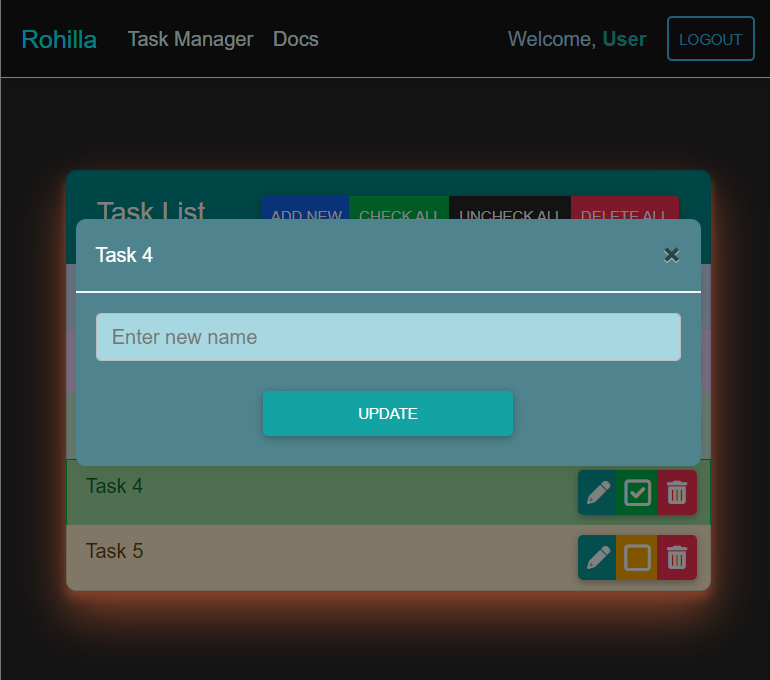 Rohilla Task Manager Docs Welcome, User LOGOUT
Task List ADD NEW CHECK ALL UNCHECK ALL DELETE ALL
Task 4 ×
Enter new name
UPDATE
Task 4
Task 5